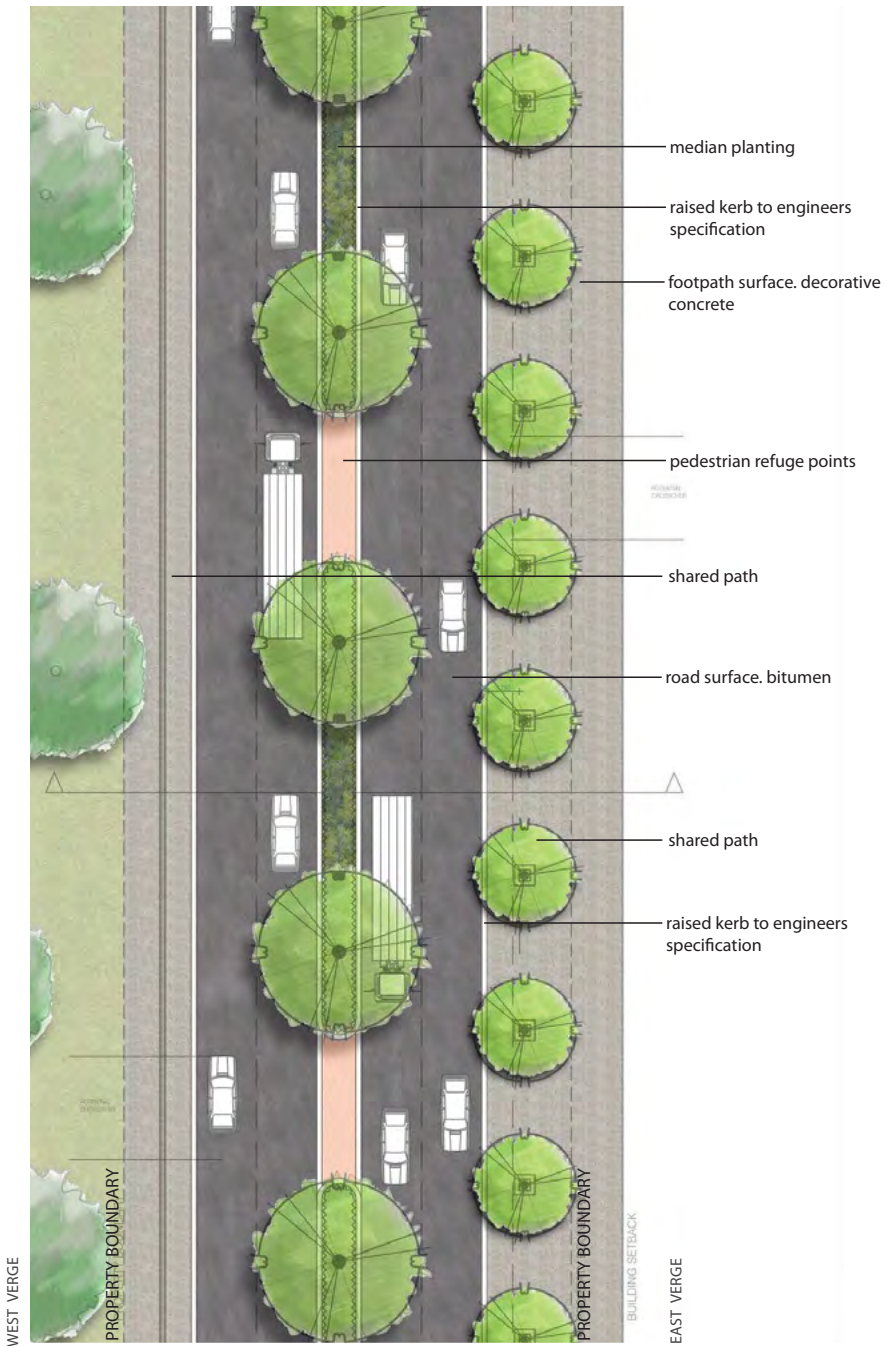 median planting
raised kerb to engineers
specification
footpath surface. decorative
concrete
pedestrian refuge points
shared path
road surface. bitumen
shared path
raised kerb to engineers
specification
WEST VERGE
PROPERTY BOUNDARY
PROPERTY BOUNDARY
BUILDING SETBACK
EAST VERGE